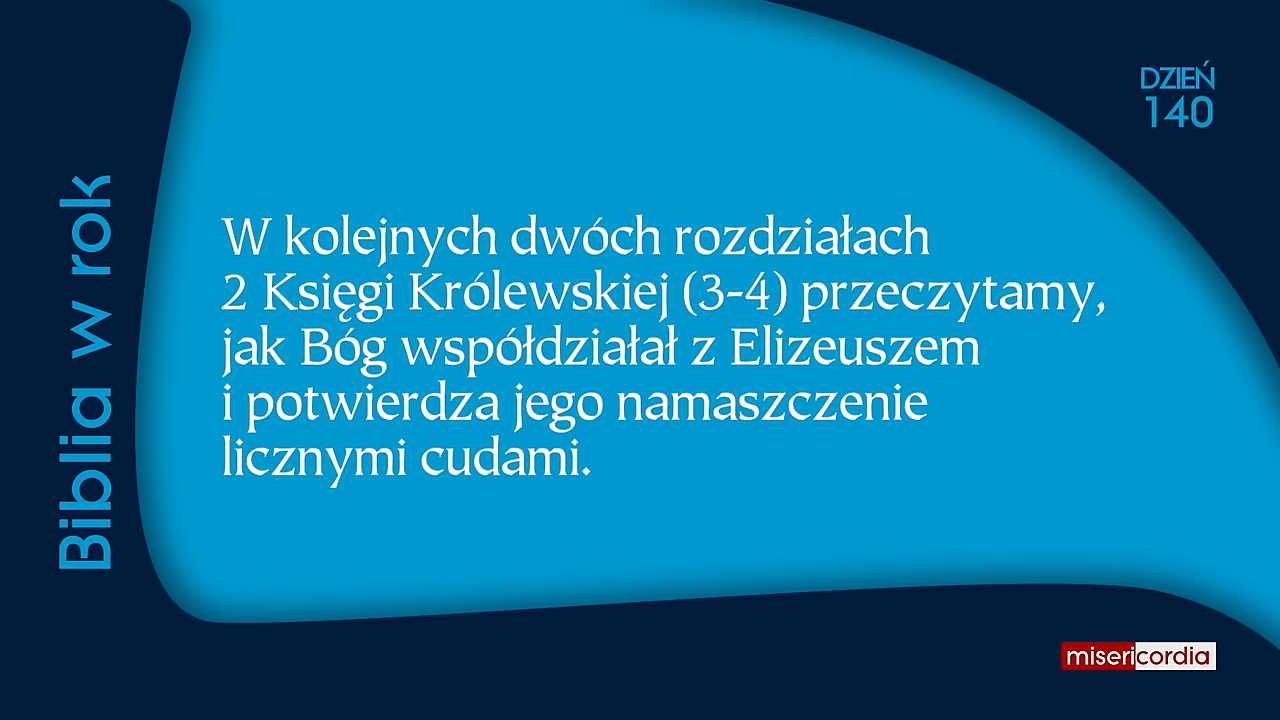 Biblia w rok
DZIEŃ
140
W kolejnych dwóch rozdziałach
2 Księgi Królewskiej (3-4) przeczytamy,
jak Bóg współdziałał z Elizeuszem
i potwierdza jego namaszczenie
licznymi cudami.
misericordia